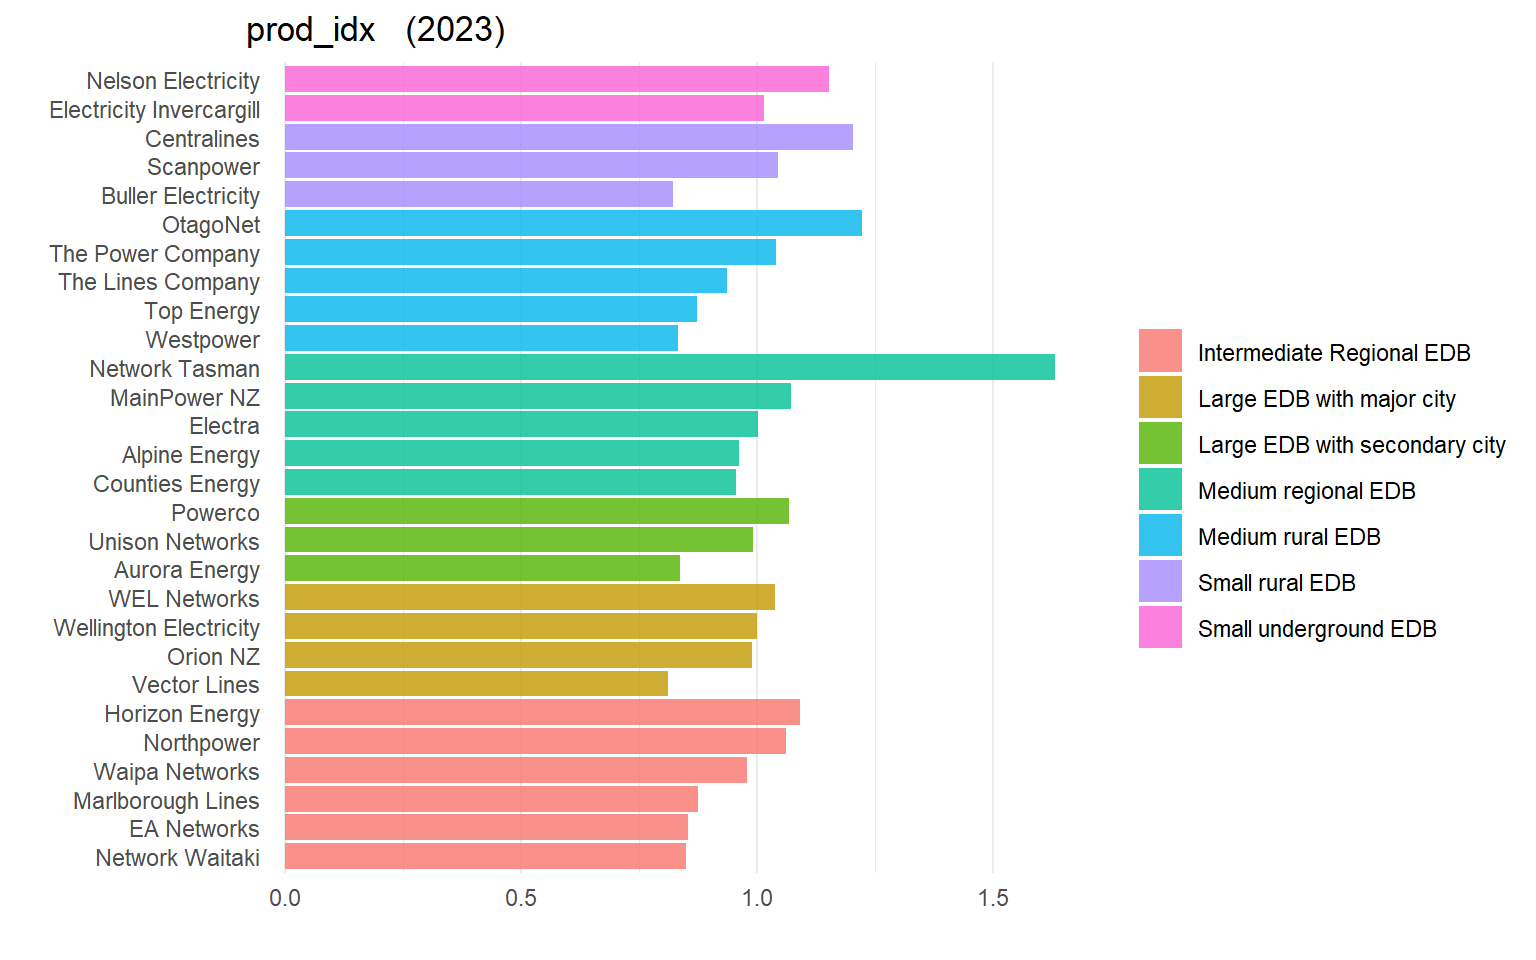 prod_idx (2023)
Nelson Electricity
Electricity Invercargill
Centralines
Scanpower
Buller Electricity
OtagoNet
The Power Company
The Lines Company
Top Energy
Westpower
Network Tasman
MainPower NZ
Electra
Alpine Energy
Counties Energy
Powerco
Unison Networks
Aurora Energy
WEL Networks
Wellington Electricity
Orion NZ
Vector Lines
Horizon Energy
Northpower
Waipa Networks
Marlborough Lines
EA Networks
Network Waitaki
0.0 0.5 1.0 1.5
Intermediate Regional EDB
Large EDB with major city
Large EDB with secondary city
Medium regional EDB
Medium rural EDB
Small rural EDB
Small underground EDB